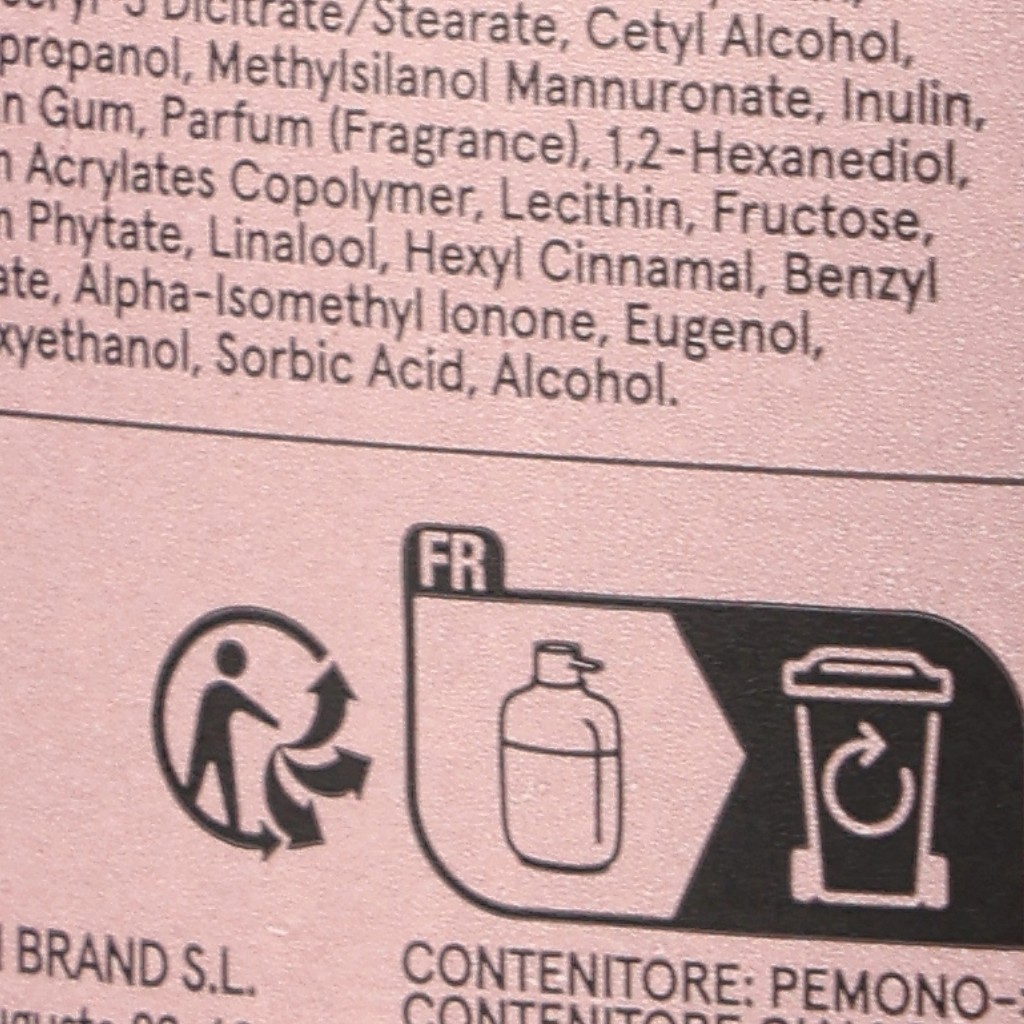 Dicitrate/Stearate, Cetyl Alcohol,
propanol, Methylsilanol Mannuronate, Inulin,
n Gum, Parfum (Fragrance), 1,2-Hexanediol,
Acrylates Copolymer, Lecithin, Fructose,
Phytate, Linalool, Hexyl Cinnamal, Benzyl
ate, Alpha-Isomethyl Ionone, Eugenol,
xyethanol, Sorbic Acid, Alcohol.
FR
BRAND S.L.
CONTENITORE: PEMONO-
CONTENITORE